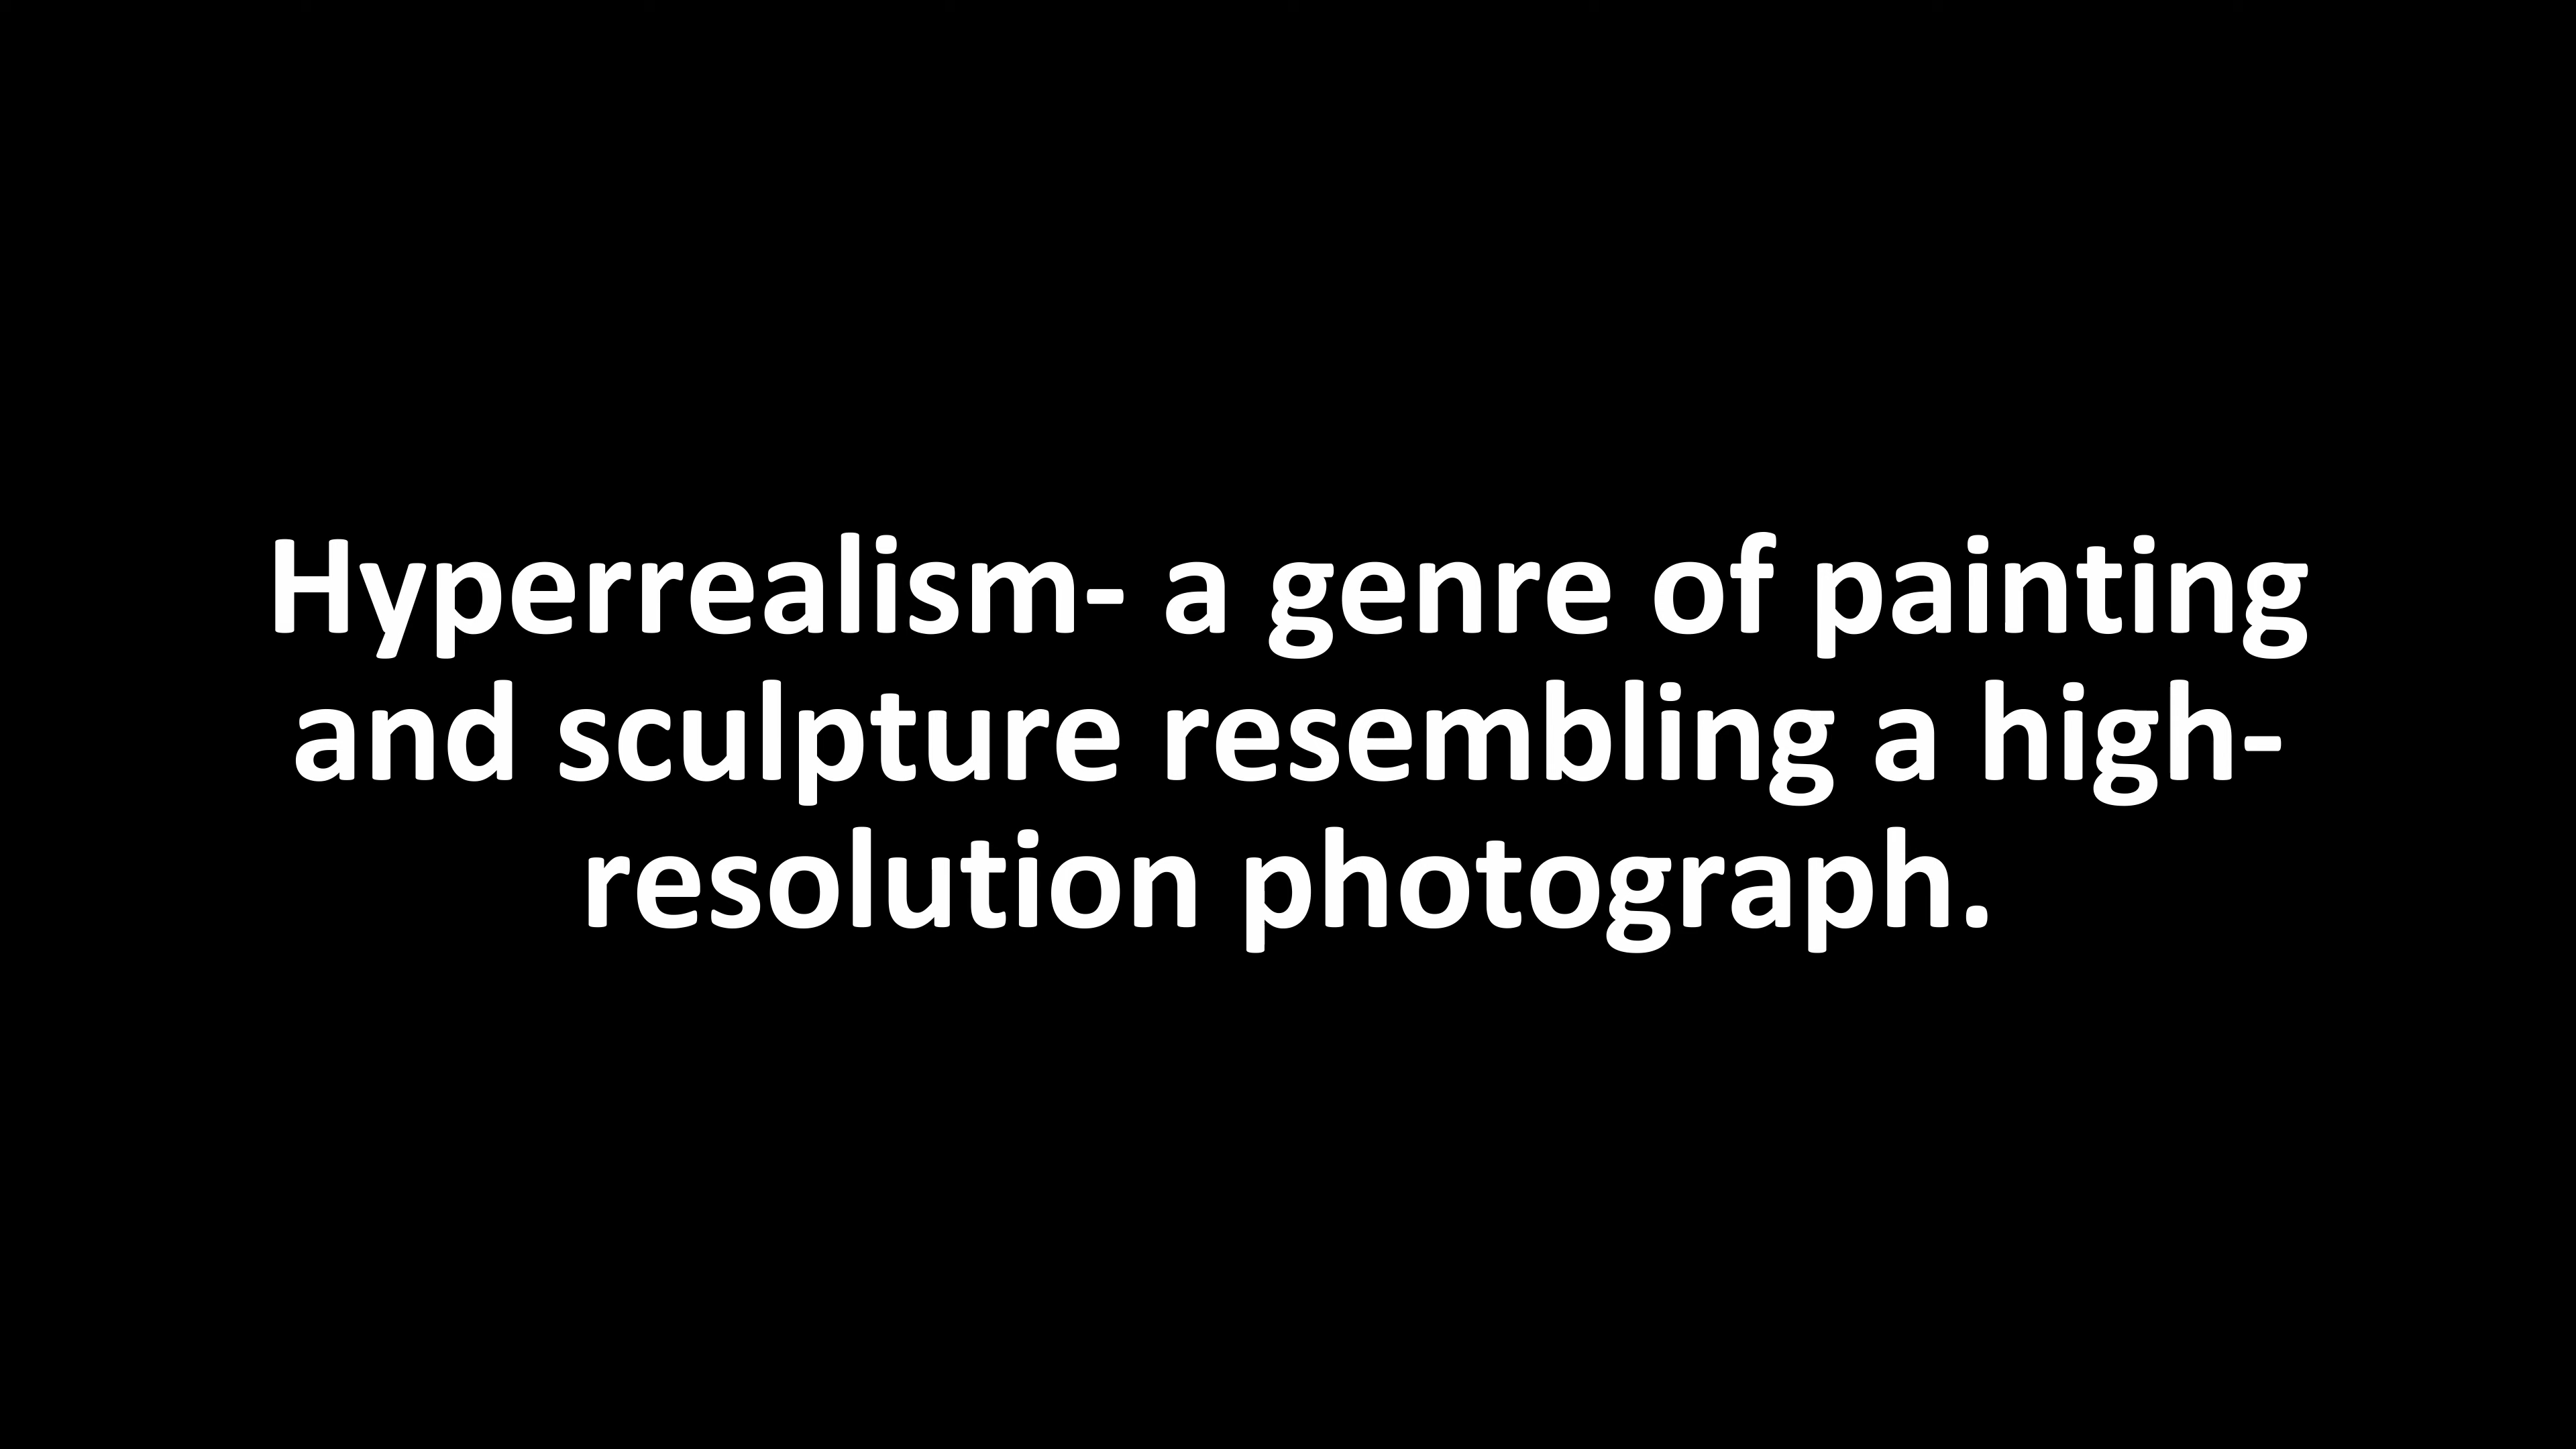 Hyperrealism- a genre of painting
and sculpture resembling a high-
resolution photograph.